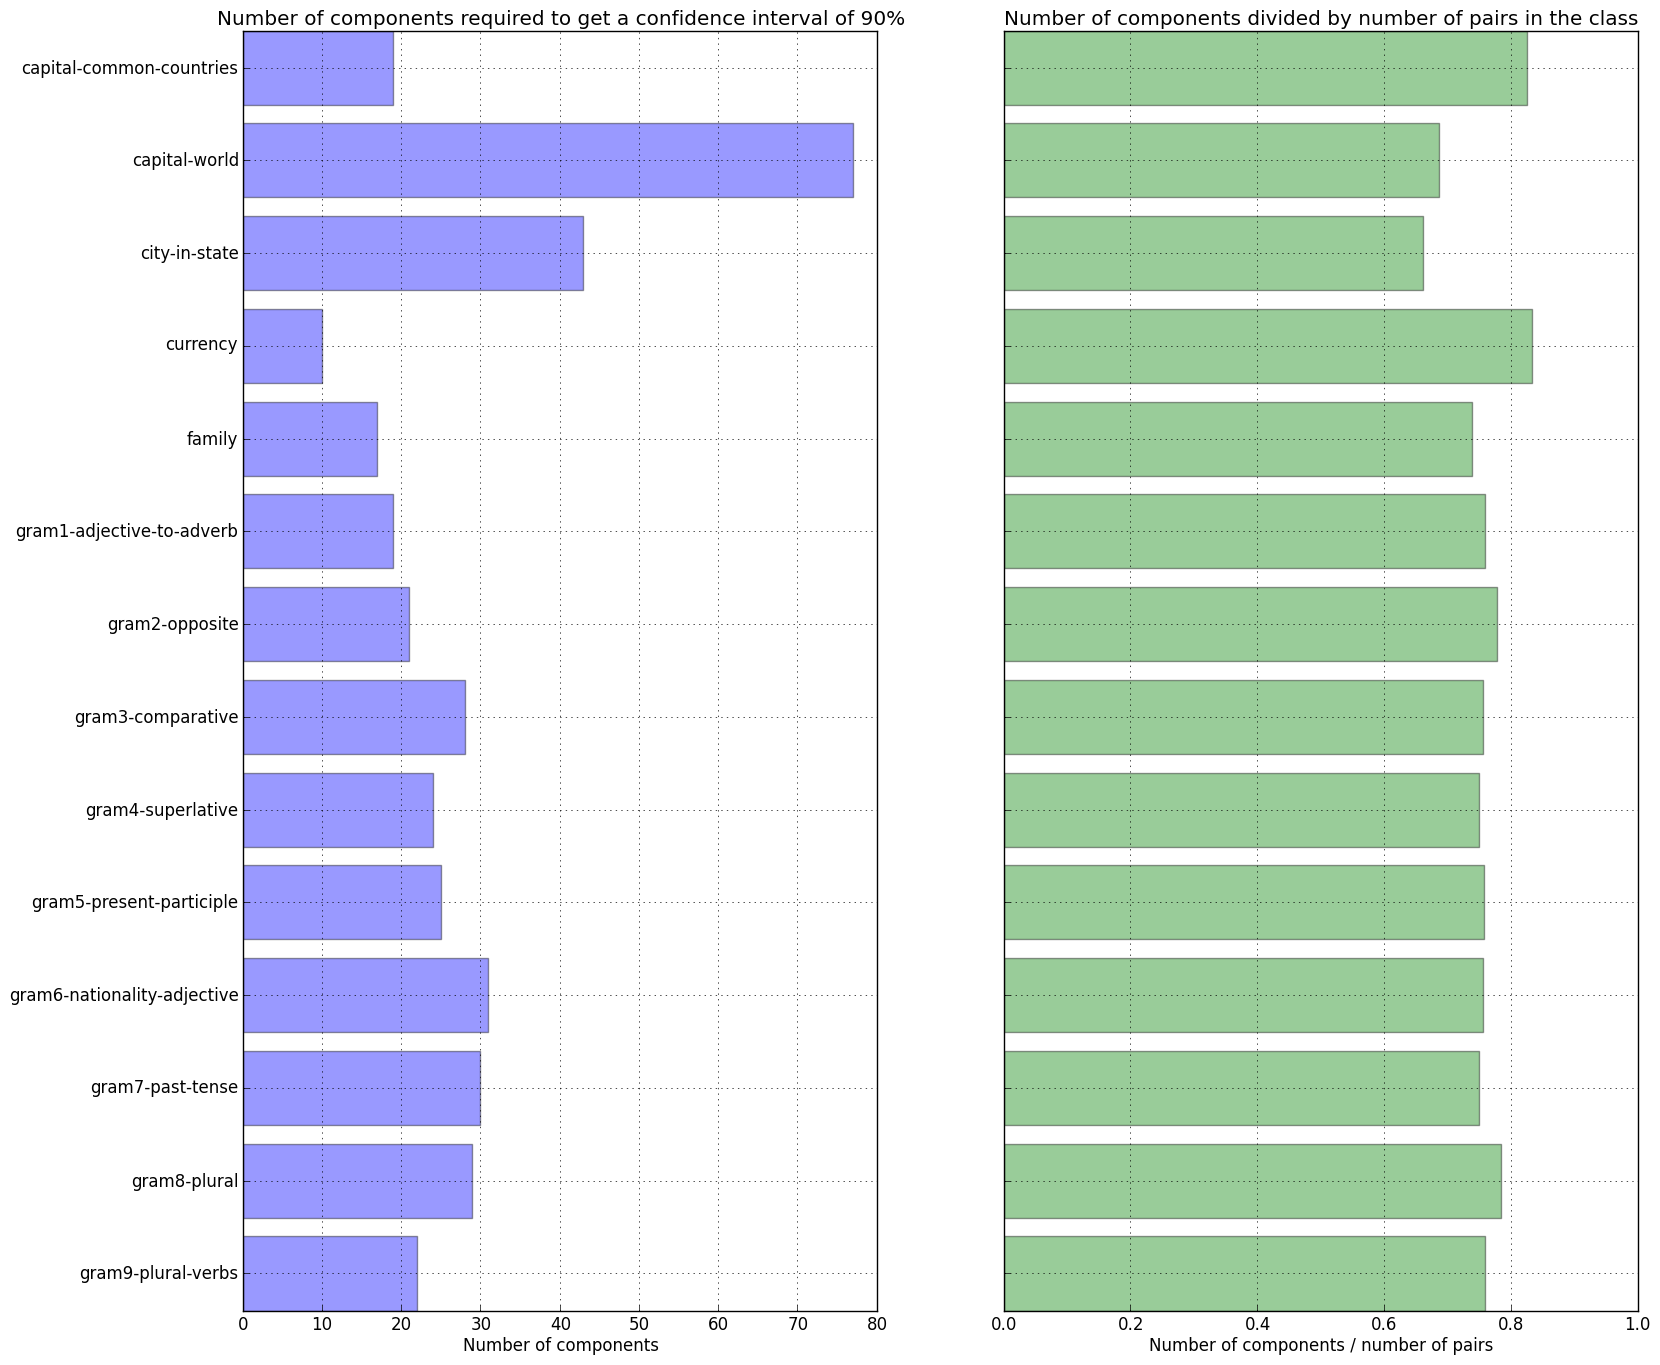 Number of components required to get a confidence interval of 90%
capital-common-countries
capital-world
city-in-state
currency
family
gram1-adjective-to-adverb
gram2-opposite
gram3-comparative
gram4-superlative
gram5-present-participle
gram6-nationality-adjective
gram7-past-tense
gram8-plural
gram9-plural-verbs
0 10 20 30 40 50 60 70 80
Number of components
Number of components divided by number of pairs in the class
0.0 0.2 0.4 0.6 0.8 1.0
Number of components / number of pairs